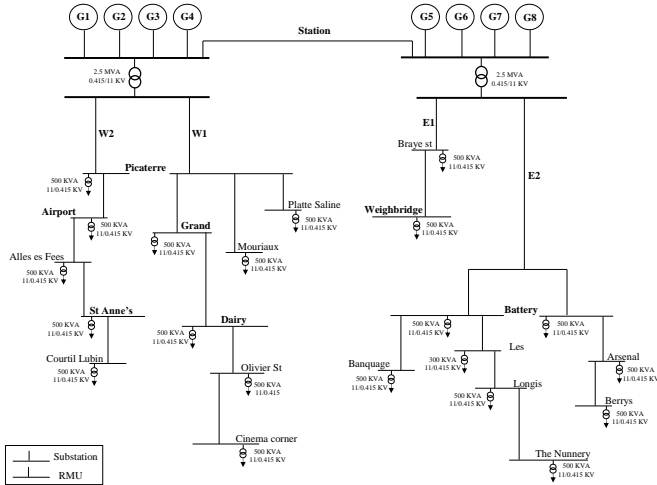 G1 G2 G3 G4 G5 G6 G7 G8
Station
2.5 MVA
0.415/11 KV
2.5 MVA
0.415/11 KV
W2
W1
E1
E2
Braye st
500 KVA
11/0.415 KV
Picaterre
500 KVA
11/0.415 KV
Platte Saline
500 KVA
11/0.415 KV
Weighbridge
500 KVA
11/0.415 KV
Airport
500 KVA
11/0.415 KV
Grand
500 KVA
11/0.415 KV
Mouriaux
500 KVA
11/0.415 KV
Alles es Fees
500 KVA
11/0.415 KV
St Anne's
500 KVA
11/0.415 KV
Dairy
500 KVA
11/0.415 KV
Battery
500 KVA
11/0.415 KV
500 KVA
11/0.415 KV
Courtil Lubin
500 KVA
11/0.415 KV
Olivier St
500 KVA
11/0.415
Banquage
500 KVA
11/0.415 KV
Les
300 KVA
11/0.415 KV
Longis
500 KVA
11/0.415 KV
Arsenal
500 KVA
11/0.415 KV
Berrys
500 KVA
11/0.415 KV
Cinema corner
500 KVA
11/0.415 KV
The Nunnery
500 KVA
11/0.415 KV
Substation
RMU